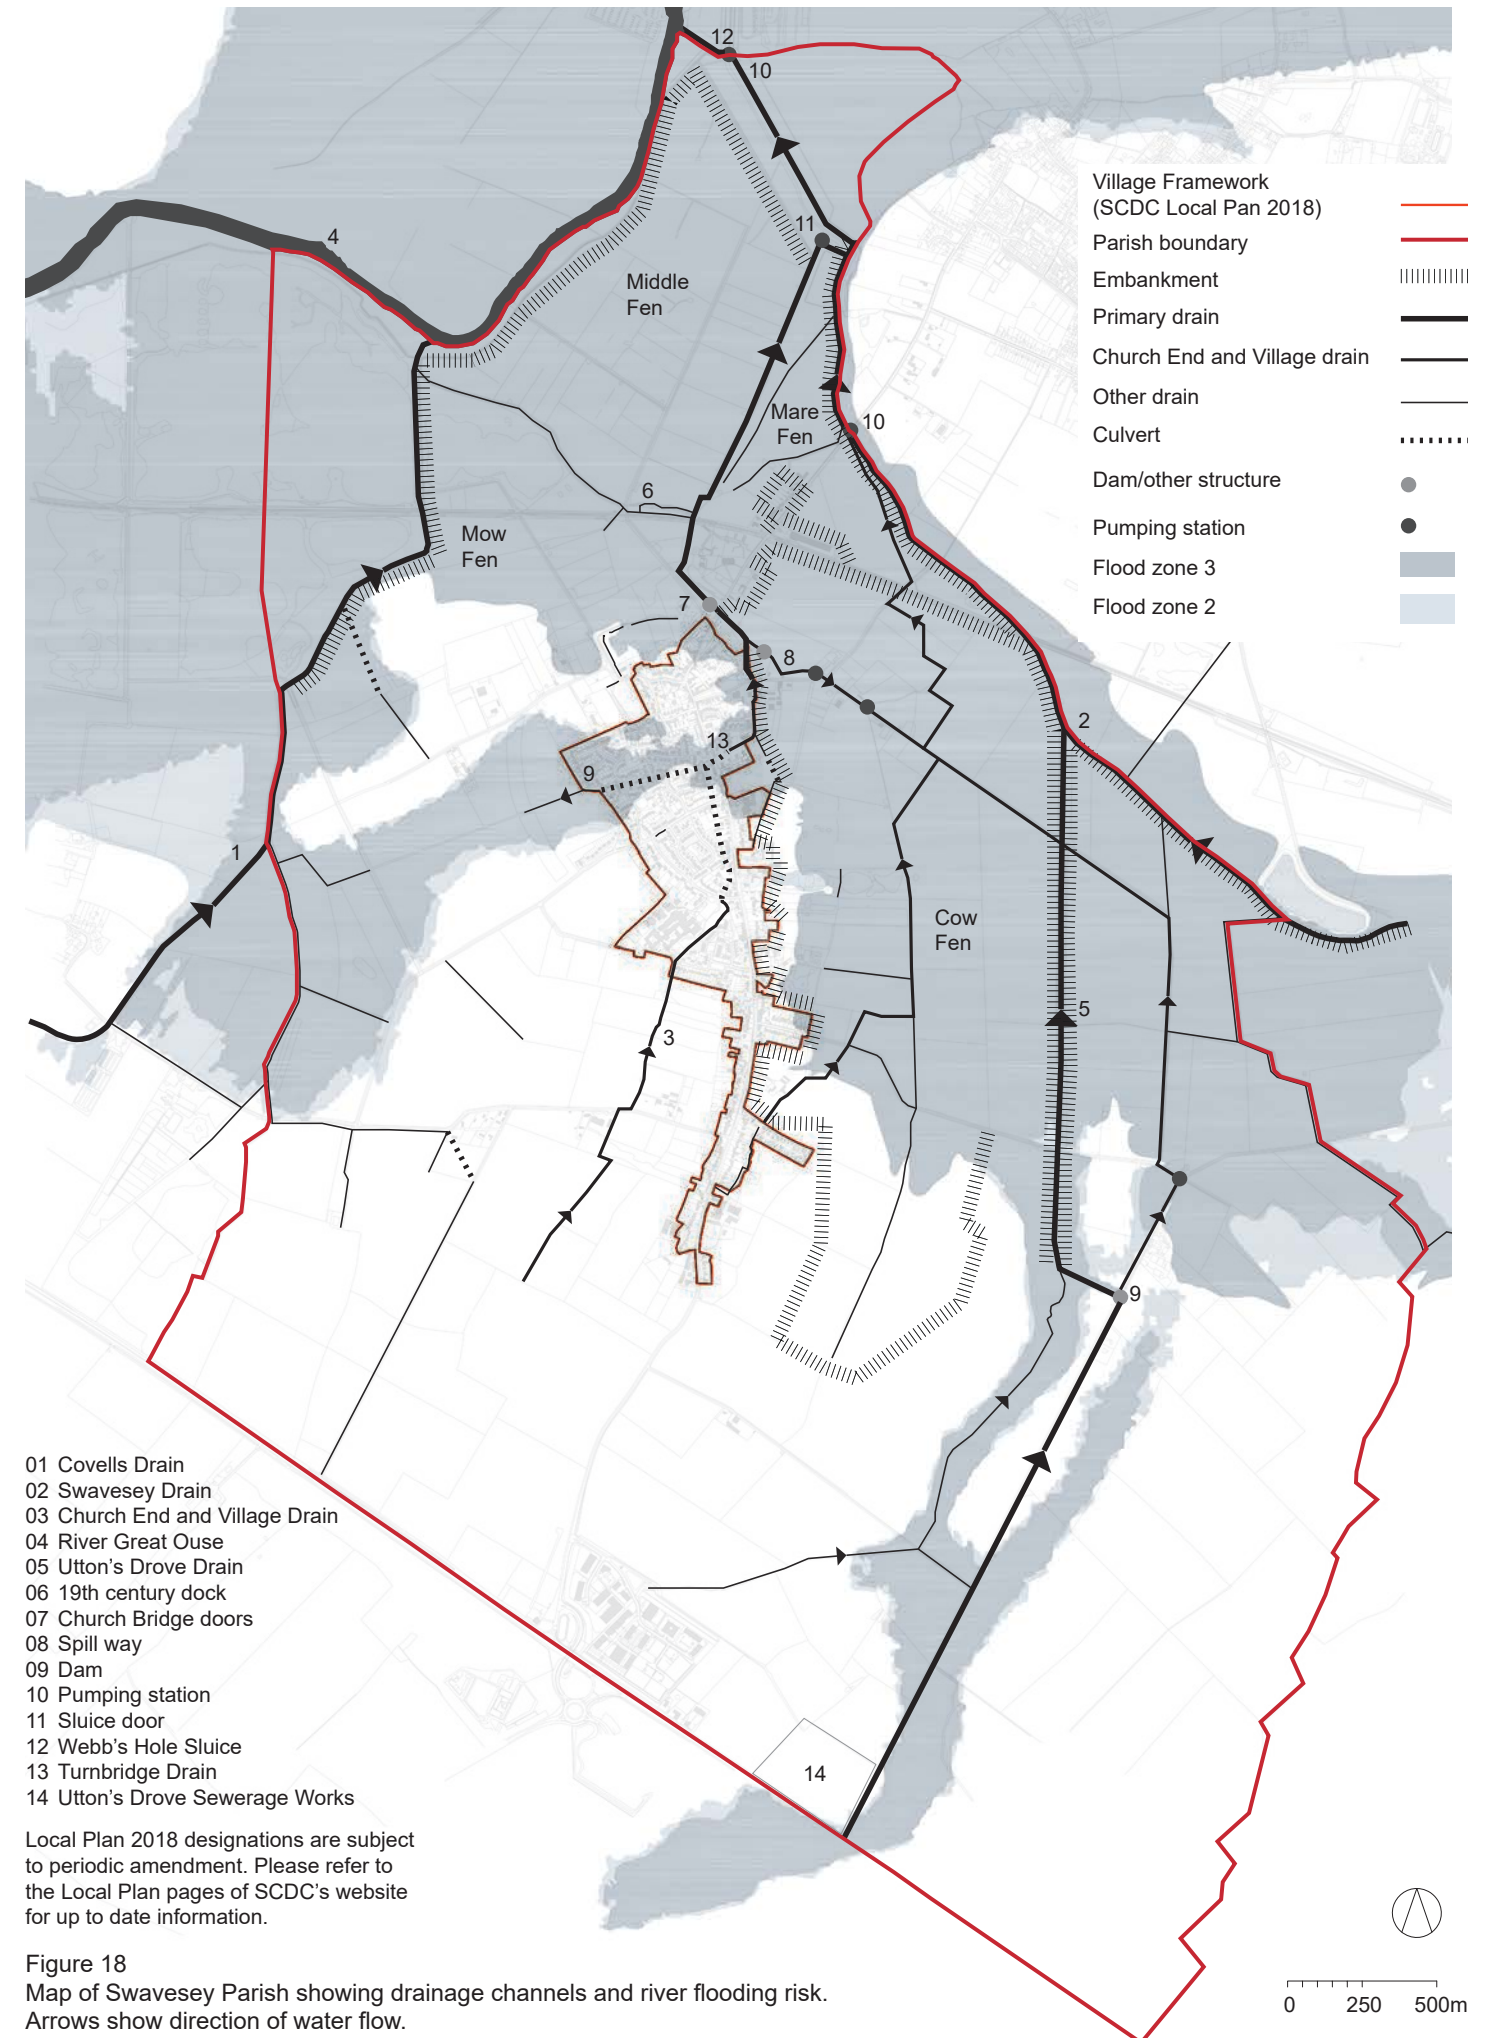 12
10
4
11
Middle
Fen
Mare
Fen
10
6
Mow
Fen
7
8
2
13
9
1
Cow
Fen
5
3
9
14
Village Framework
(SCDC Local Pan 2018)
Parish boundary
Embankment
Primary drain
Church End and Village drain
Other drain
Culvert
Dam/other structure
Pumping station
Flood zone 3
Flood zone 2
01 Covells Drain
02 Swavesey Drain
03 Church End and Village Drain
04 River Great Ouse
05 Utton's Drove Drain
06 19th century dock
07 Church Bridge doors
08 Spill way
09 Dam
10 Pumping station
11 Sluice door
12 Webb's Hole Sluice
13 Turnbridge Drain
14 Utton's Drove Sewerage Works
Local Plan 2018 designations are subject
to periodic amendment. Please refer to
the Local Plan pages of SCDC's website
for up to date information.
Figure 18
Map of Swavesey Parish showing drainage channels and river flooding risk.
Arrows show direction of water flow.
0 250 500m